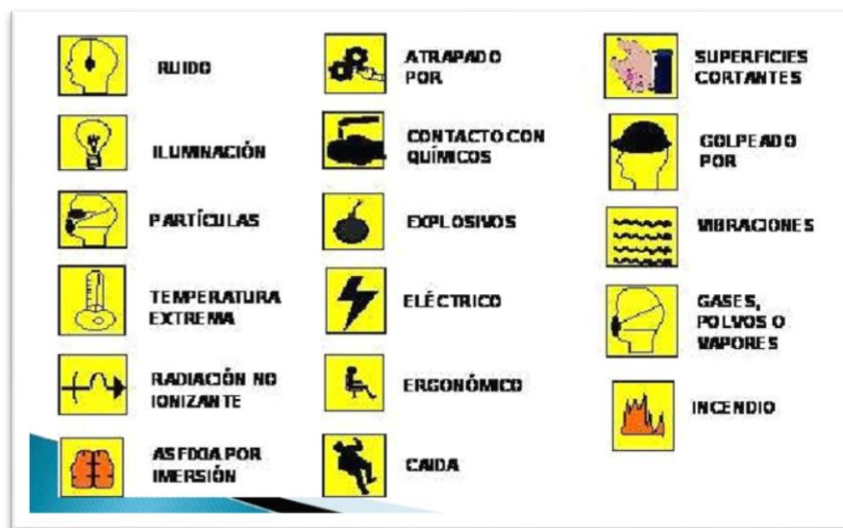 RUIDO
ILUMINACIÓN
PARTÍCULAS
TEMPERATURA
EXTREMA
RADIACIÓN NO
IONIZANTE
ASFIXIA POR
IMERSIÓN
ATRAPADO
POR
CONTACTO CON
QUÍMICOS
EXPLOSIVOS
ELÉCTRICO
ERGONÓMICO
CAIDA
SUPERFICIES
CORTANTES
GOLPEADO
POR
VIBRACIONES
GASES,
POLVOS O
VAPORES
INCENDIO